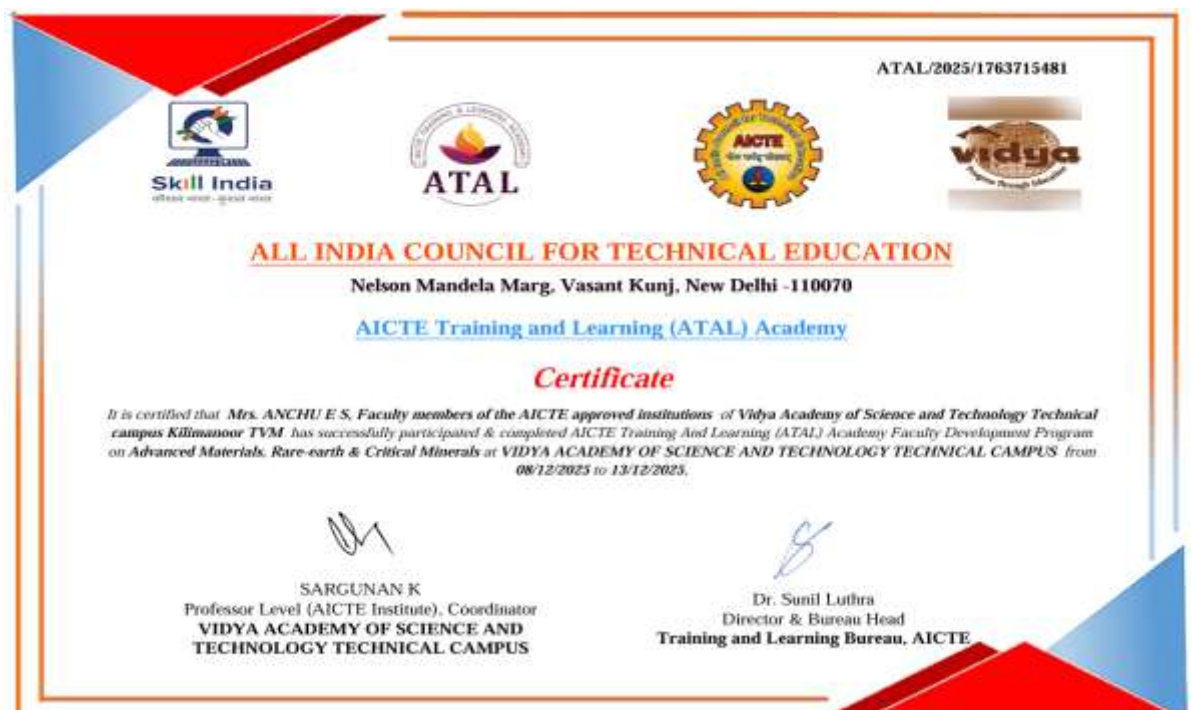 ATAL/2025/1763715481
Skill India
ATAL
AICTE
vidya
Progress Through Education
ALL INDIA COUNCIL FOR TECHNICAL EDUCATION
Nelson Mandela Marg, Vasant Kunj, New Delhi -110070
AICTE Training and Learning (ATAL) Academy
Certificate
It is certified that Mrs. ANCHU E S, Faculty members of the AICTE approved institutions of Vidya Academy of Science and Technology Technical
campus Kilimanoor TVM has successfully participated & completed AICTE Training And Learning (ATAL) Academy Faculty Development Program
on Advanced Materials, Rare-earth & Critical Minerals at VIDYA ACADEMY OF SCIENCE AND TECHNOLOGY TECHNICAL CAMPUS from
08/12/2025 to 13/12/2025.
SARGUNAN K
Professor Level (AICTE Institute), Coordinator
VIDYA ACADEMY OF SCIENCE AND
TECHNOLOGY TECHNICAL CAMPUS
Dr. Sunil Luthra
Director & Bureau Head
Training and Learning Bureau, AICTE